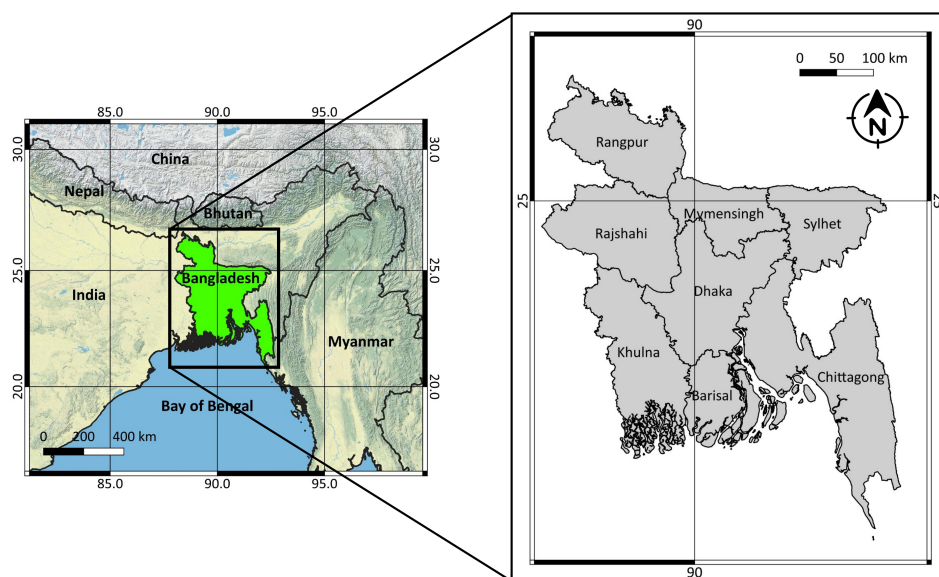 85.0
90.0
95.0
30.0
30.0
China
Nepal
Bhutan
25.0
25.0
Bangladesh
India
Myanmar
20.0
20.0
Bay of Bengal
0 200 400 km
85.0
90.0
95.0
90
0 50 100 km
N
Rangpur
25
25
Mymensingh
Sylhet
Rajshahi
Dhaka
Khulna
Chittagong
Barisal
90